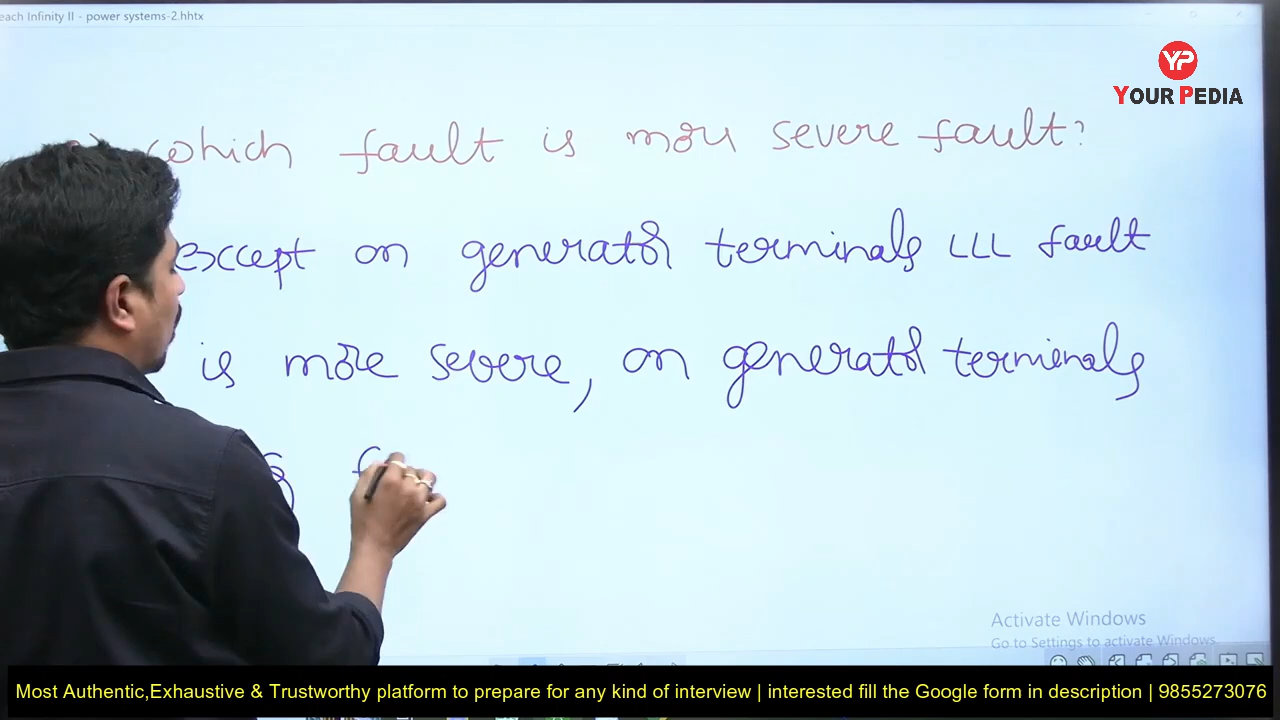 each Infinity II - power systems-2.hhtx
YP
YOUR PEDIA
which fault is more severe fault?
except on generator terminals LLL fault
is more severe, on generator terminals
Activate Windows
Go to Settings to activate Windows.
Most Authentic,Exhaustive & Trustworthy platform to prepare for any kind of interview | interested fill the Google form in description | 9855273076